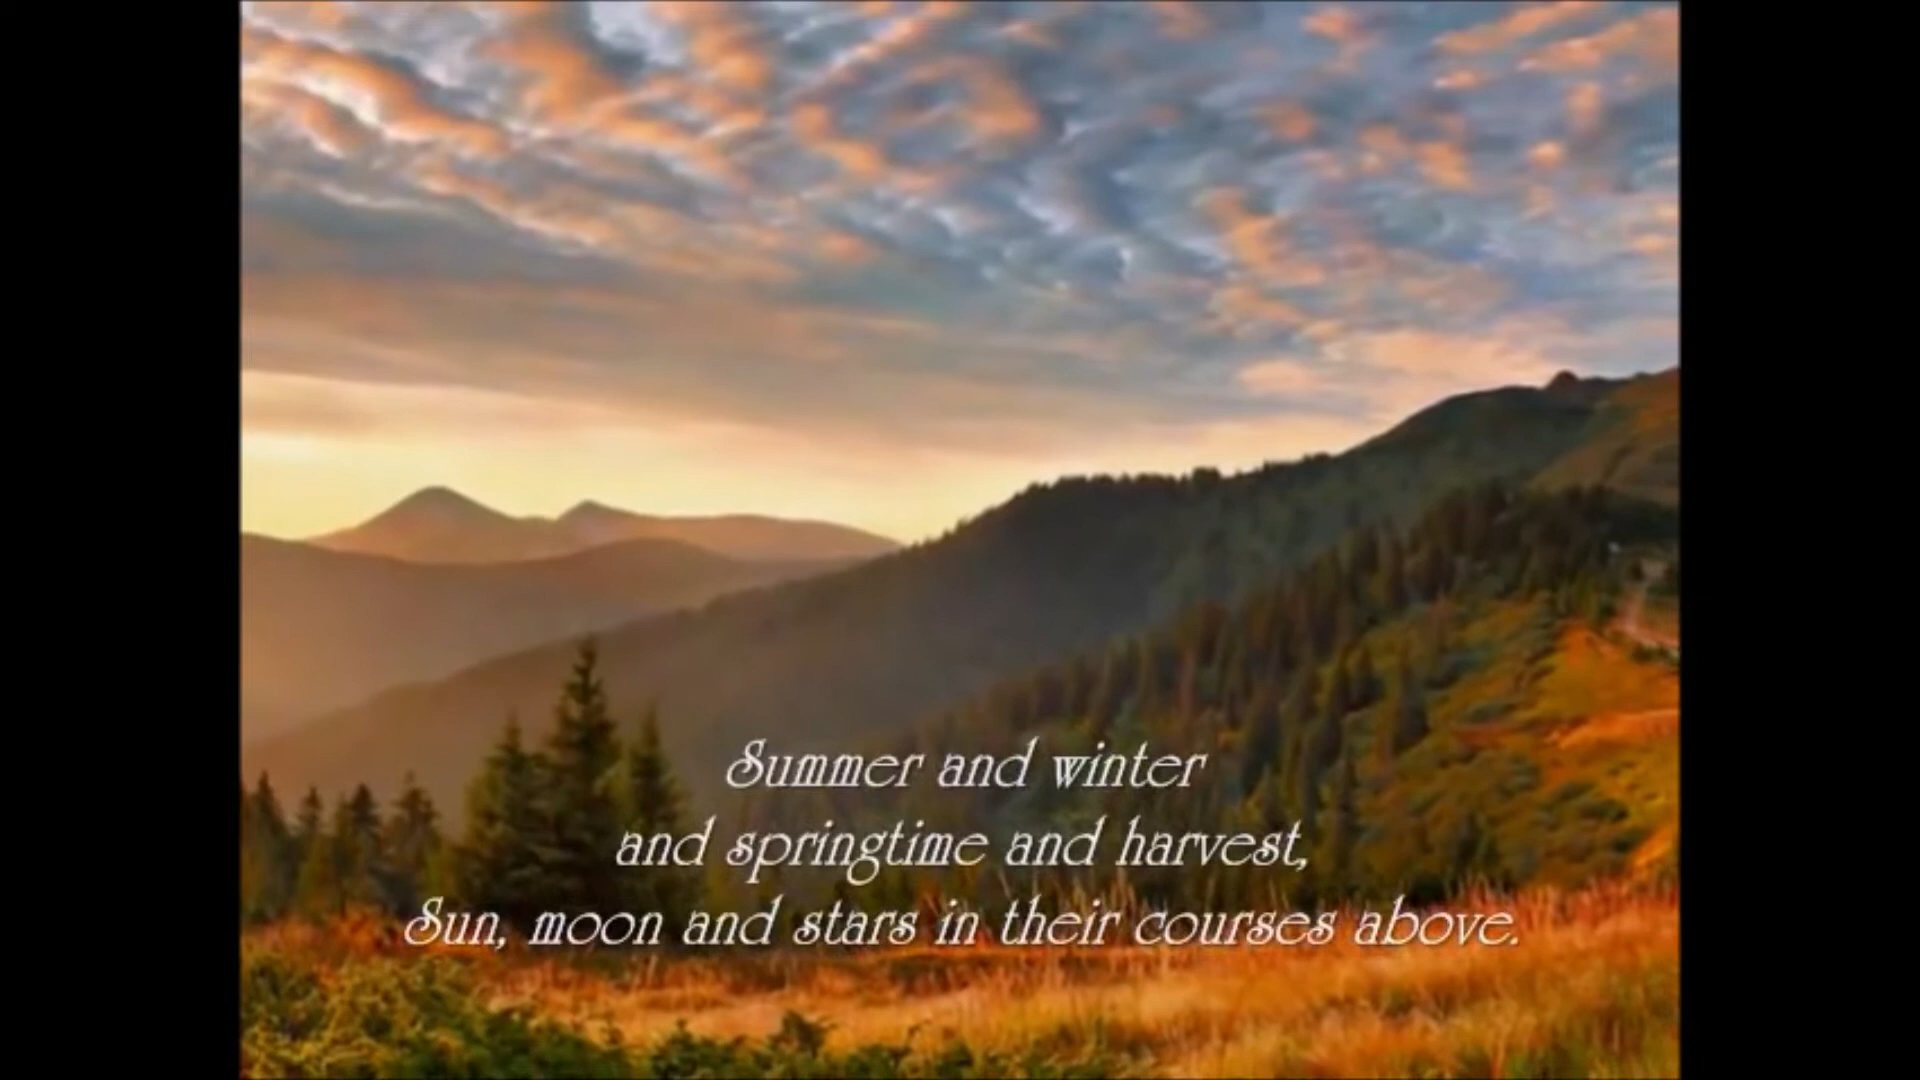 Summer and winter
and springtime and harvest,
Sun, moon and stars in their courses above.